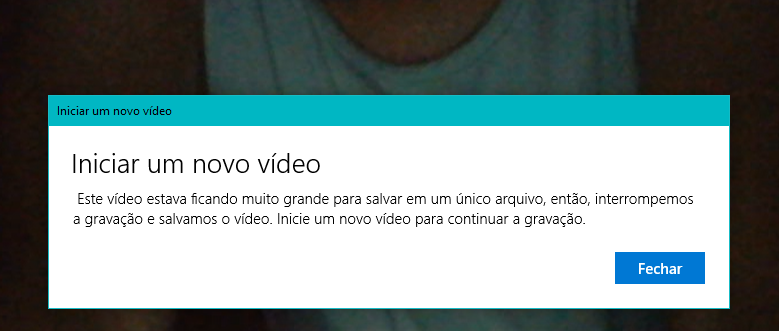 Iniciar um novo vídeo
Iniciar um novo vídeo
Este vídeo estava ficando muito grande para salvar em um único arquivo, então, interrompemos
a gravação e salvamos o vídeo. Inicie um novo vídeo para continuar a gravação.
Fechar